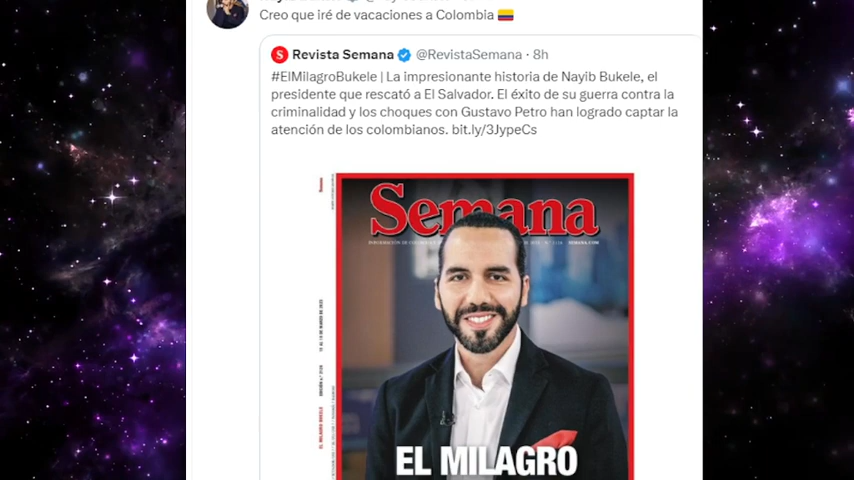 Creo que iré de vacaciones a Colombia
Revista Semana @RevistaSemana · 8h
#ElMilagroBukele | La impresionante historia de Nayib Bukele, el
presidente que rescató a El Salvador. El éxito de su guerra contra la
criminalidad y los choques con Gustavo Petro han logrado captar la
atención de los colombianos. bit.ly/3JypeCs
Semana
EL MILAGRO